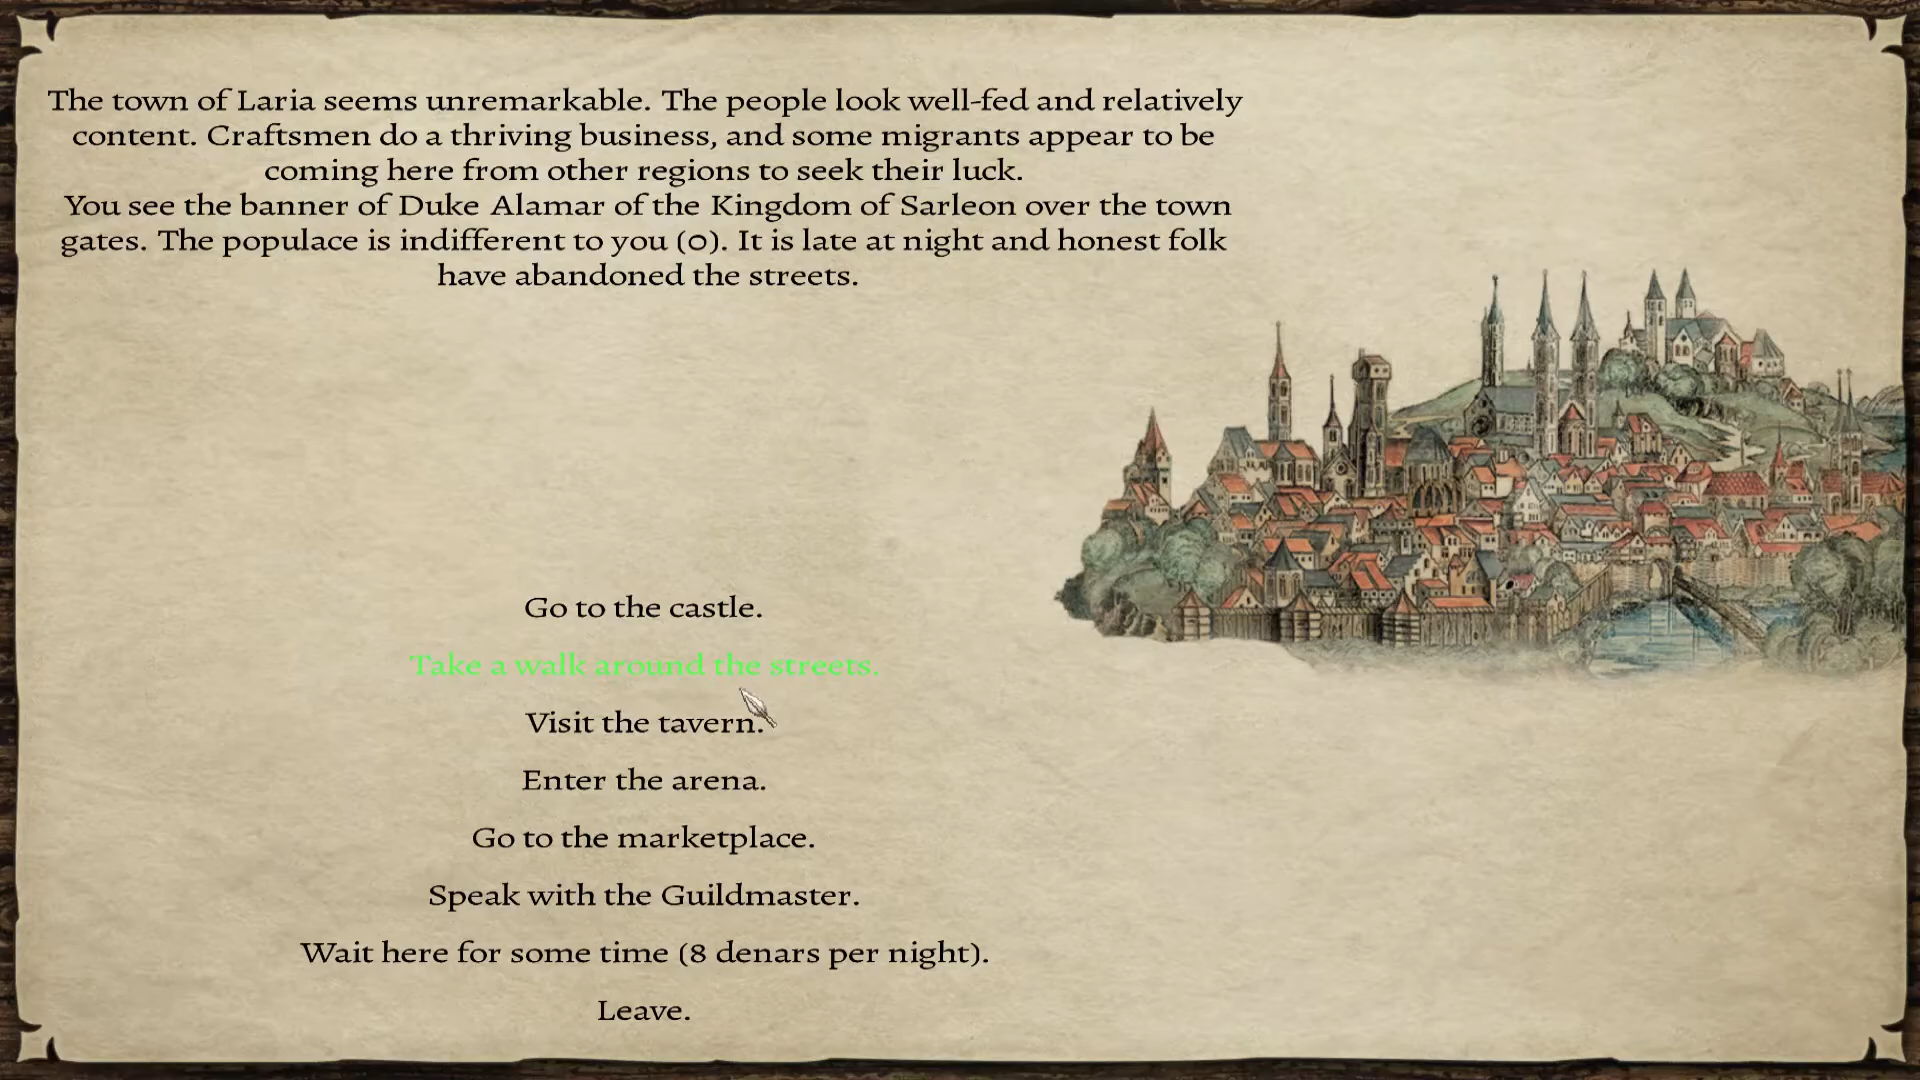 The town of Laria seems unremarkable. The people look well-fed and relatively
content. Craftsmen do a thriving business, and some migrants appear to be
coming here from other regions to seek their luck.
You see the banner of Duke Alamar of the Kingdom of Sarleon over the town
gates. The populace is indifferent to you (0). It is late at night and honest folk
have abandoned the streets.
Go to the castle.
Take a walk around the streets.
Visit the tavern.
Enter the arena.
Go to the marketplace.
Speak with the Guildmaster.
Wait here for some time (8 denars per night).
Leave.